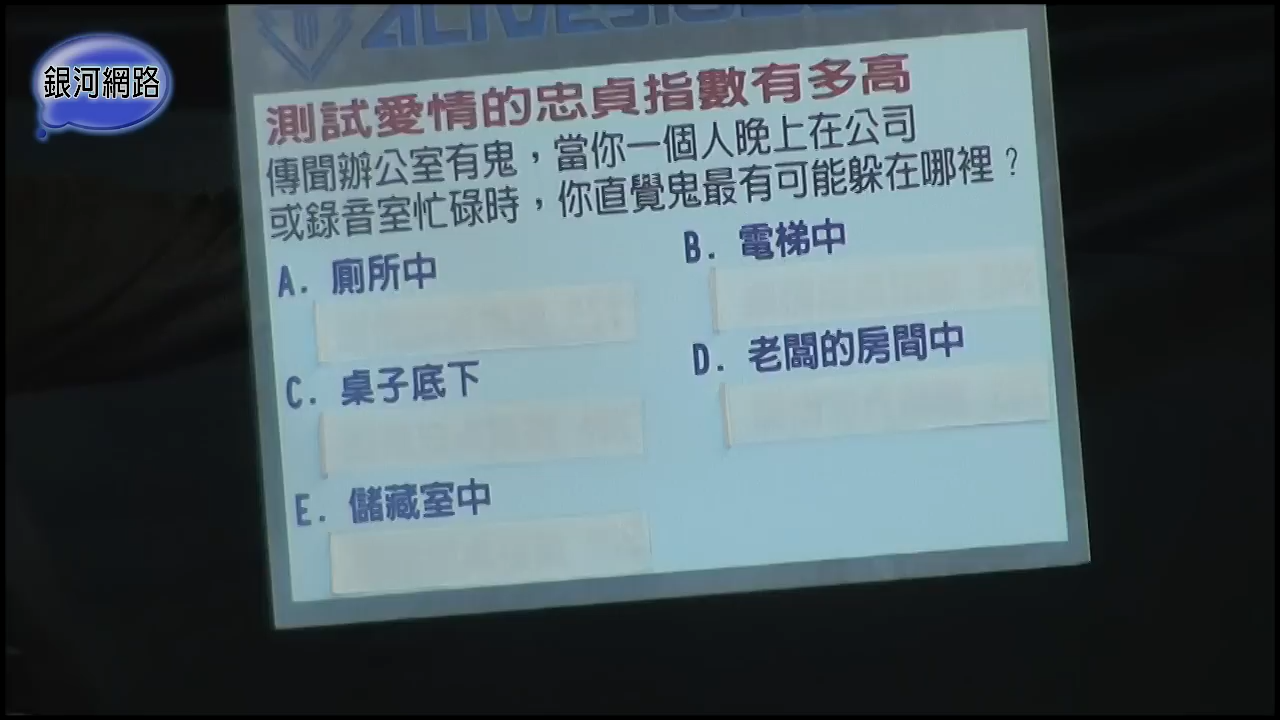 銀河網路
測試愛情的忠貞指數有多高
傳聞辦公室有鬼，當你一個人晚上在公司
或錄音室忙碌時，你直覺鬼最有可能躲在哪裡？
A. 廁所中
B. 電梯中
C. 桌子底下
D. 老闆的房間中
E. 儲藏室中